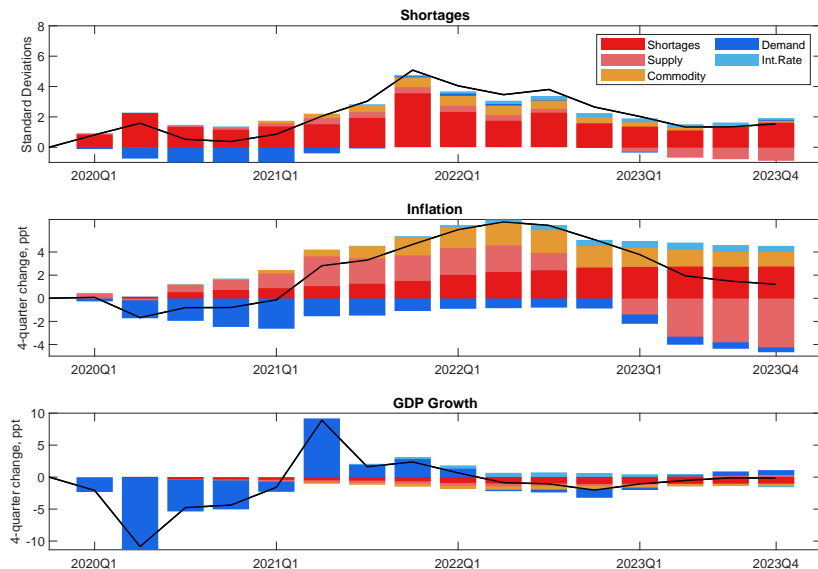 Shortages
Standard Deviations
8
6
4
2
0
Shortages
Supply
Commodity
Demand
Int.Rate
2020Q1 2021Q1 2022Q1 2023Q1 2023Q4
Inflation
4-quarter change, ppt
4
2
0
-2
-4
2020Q1 2021Q1 2022Q1 2023Q1 2023Q4
GDP Growth
4-quarter change, ppt
10
5
0
-5
-10
2020Q1 2021Q1 2022Q1 2023Q1 2023Q4